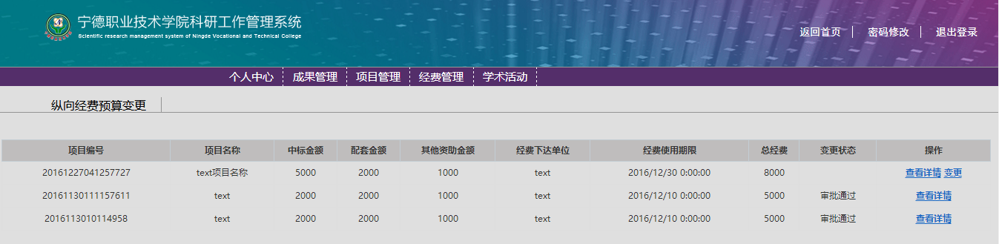 宁德职业技术学院科研工作管理系统
Scientific research management system of Ningde Vocational and Technical College
返回首页 密码修改 退出登录
个人中心 成果管理 项目管理 经费管理 学术活动
纵向经费预算变更
项目编号 项目名称 中标金额 配套金额 其他资助金额 经费下达单位 经费使用期限 总经费 变更状态 操作
20161227041257727 text项目名称 5000 2000 1000 text 2016/12/30 0:00:00 8000 查看详情 变更
20161130111157611 text 2000 2000 1000 text 2016/12/10 0:00:00 5000 审批通过 查看详情
2016113010114958 text 2000 2000 1000 text 2016/12/10 0:00:00 5000 审批通过 查看详情